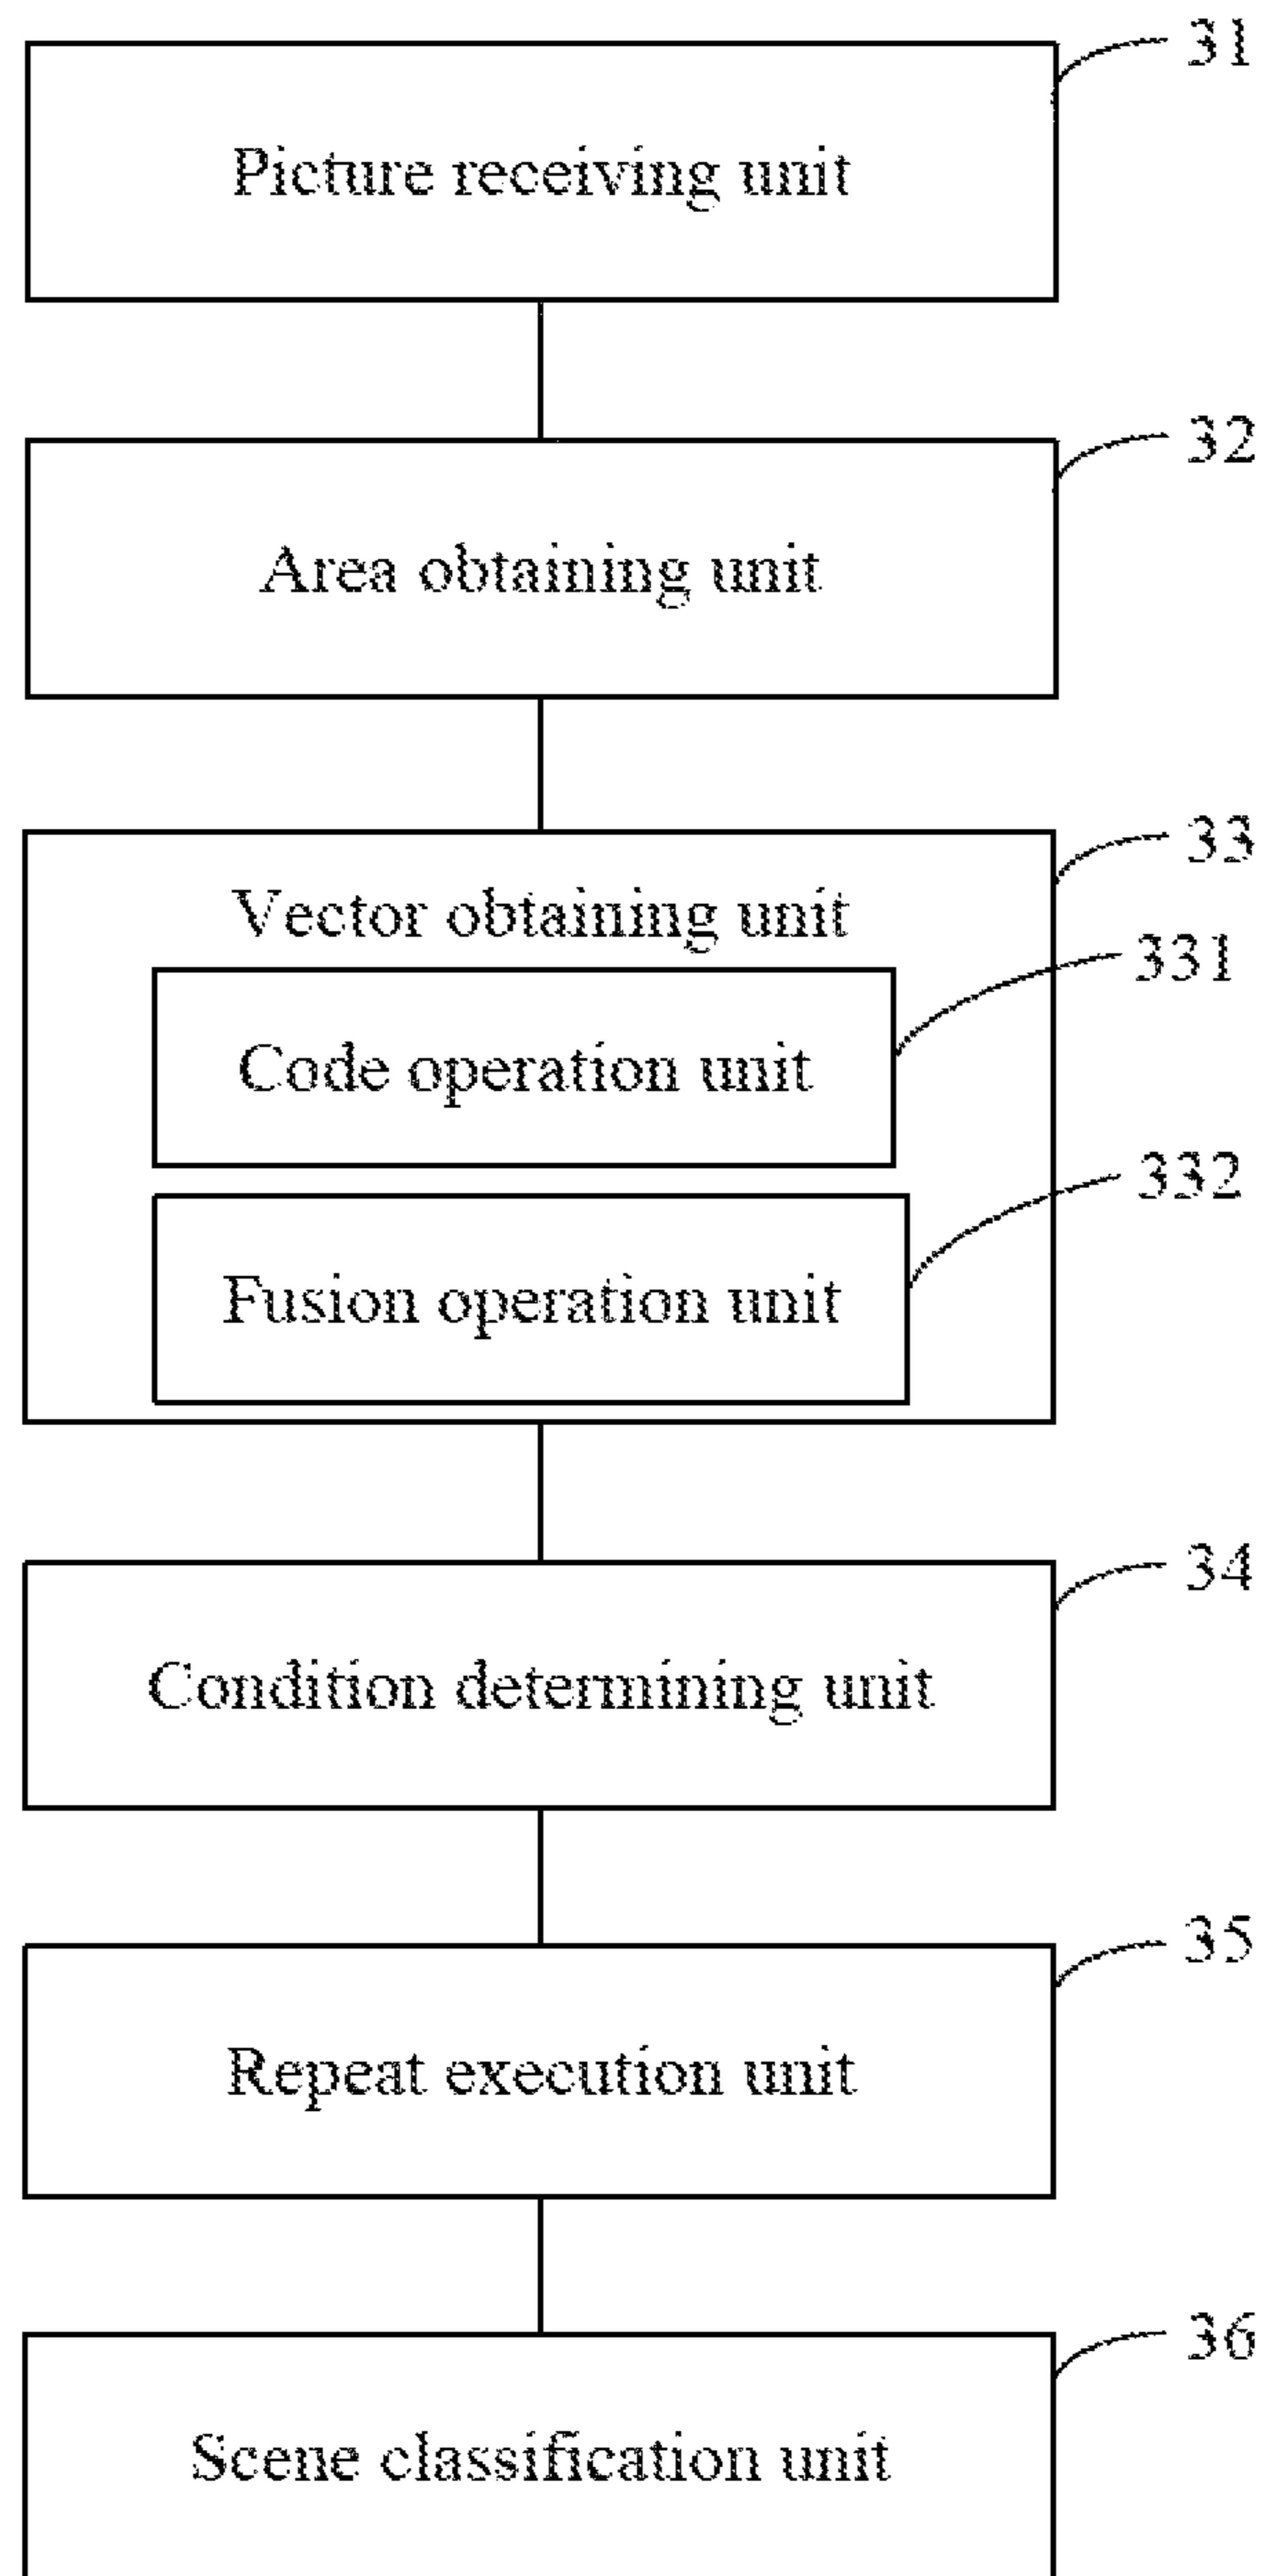 31
Picture receiving unit
32
Area obtaining unit
33
Vector obtaining unit
331
Code operation unit
332
Fusion operation unit
34
Condition determining unit
35
Repeat execution unit
36
Scene classification unit